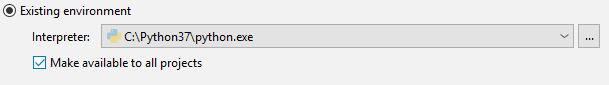 Existing environment
Interpreter: C:\Python37\python.exe ...
Make available to all projects